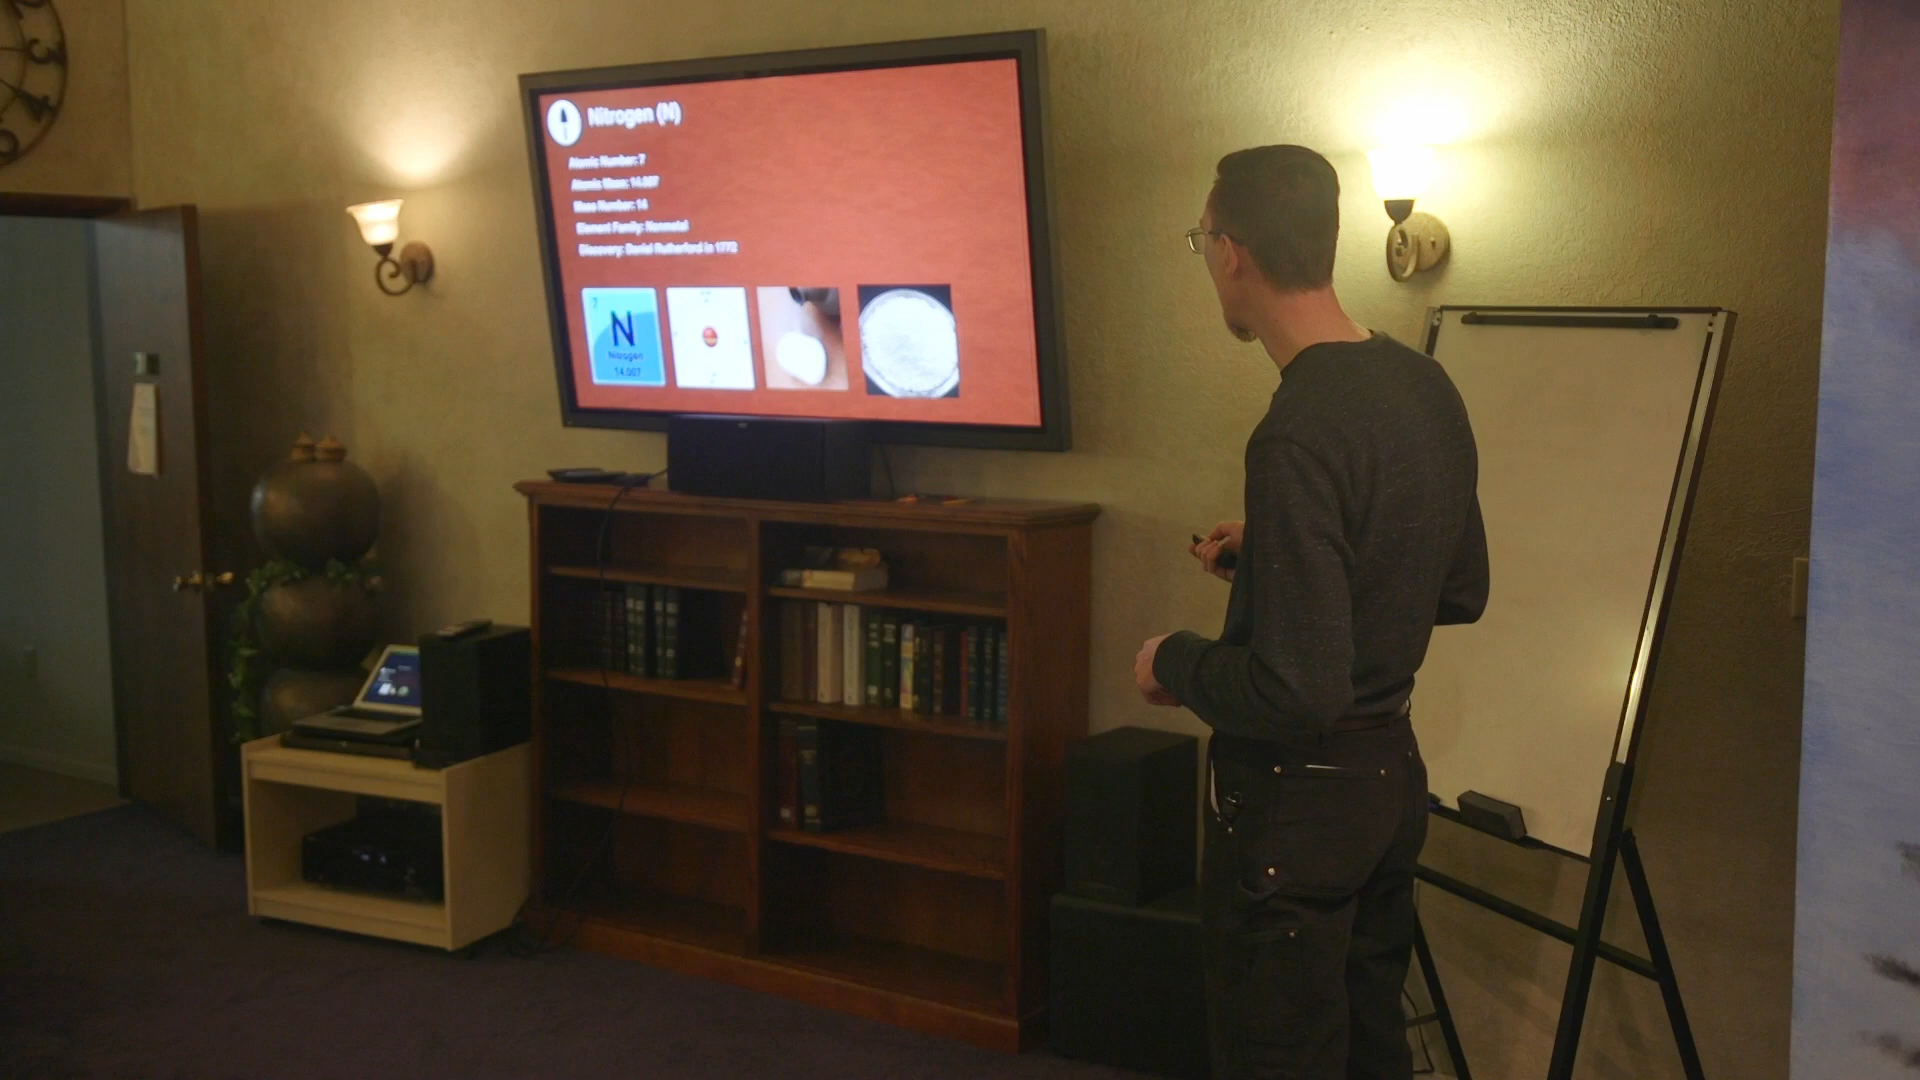 Nitrogen (N)
Atomic Number: 7
Atomic Mass: 14.007
Mass Number: 14
Element Family: Nonmetal
Discovery: Daniel Rutherford in 1772
7
N
Nitrogen
14.007